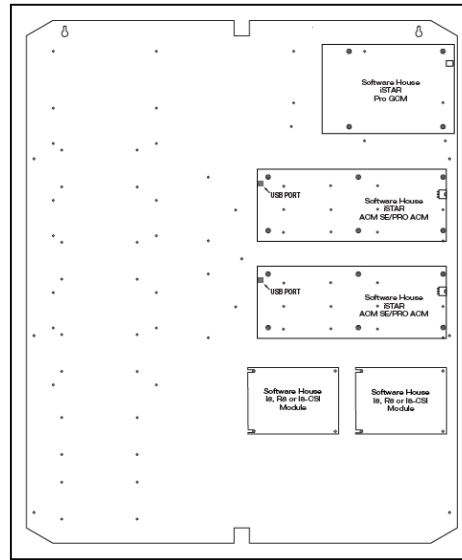 Software House
iSTAR
Pro GCM
USB PORT
Software House
iSTAR
ACM SE/PRO ACM
USB PORT
Software House
iSTAR
ACM SE/PRO ACM
Software House
I8, R8 or I8-CSI
Module
Software House
I8, R8 or I8-CSI
Module